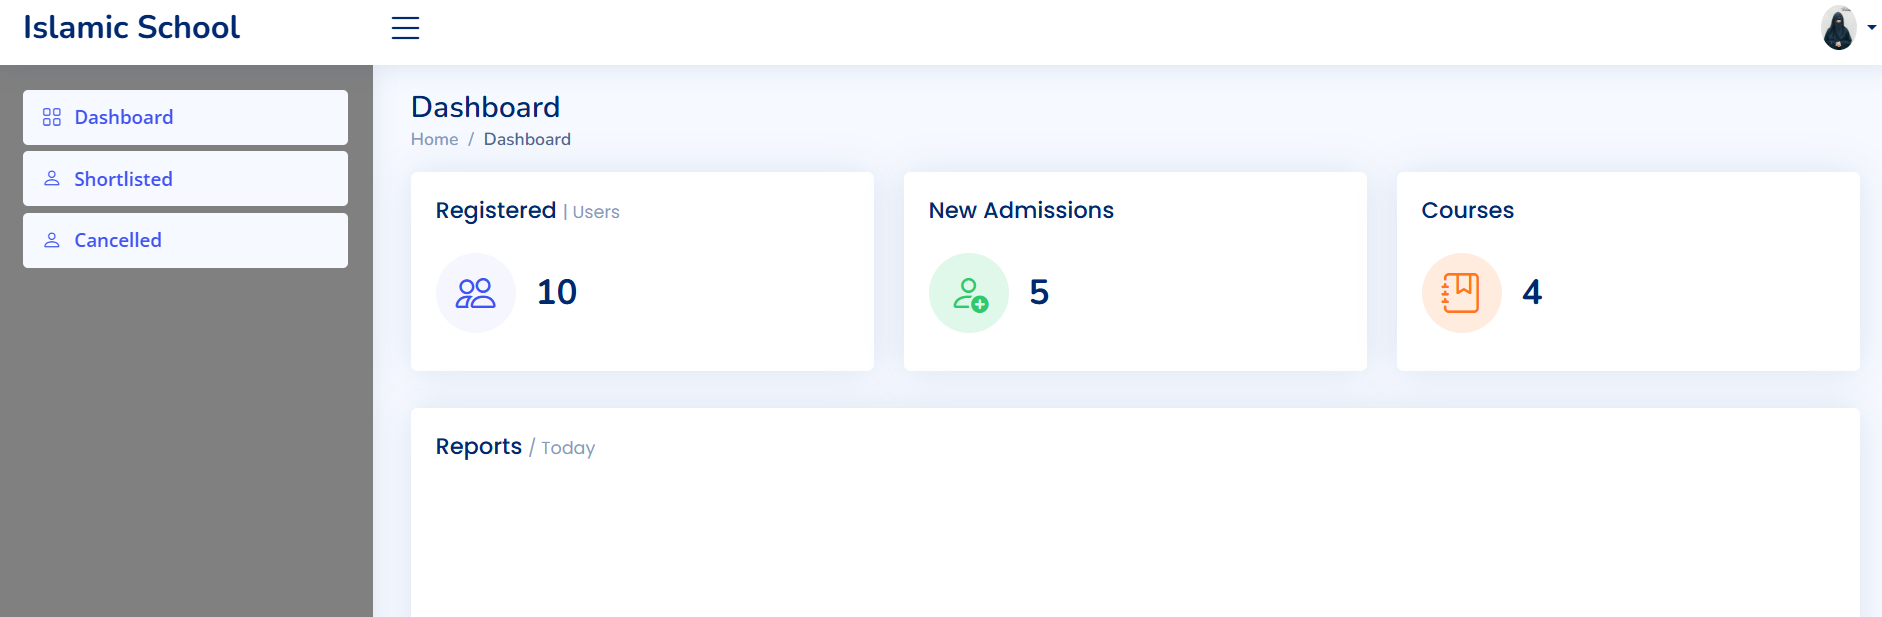 Islamic School
Dashboard
Shortlisted
Cancelled
Dashboard
Home / Dashboard
Registered | Users
10
New Admissions
5
Courses
4
Reports / Today